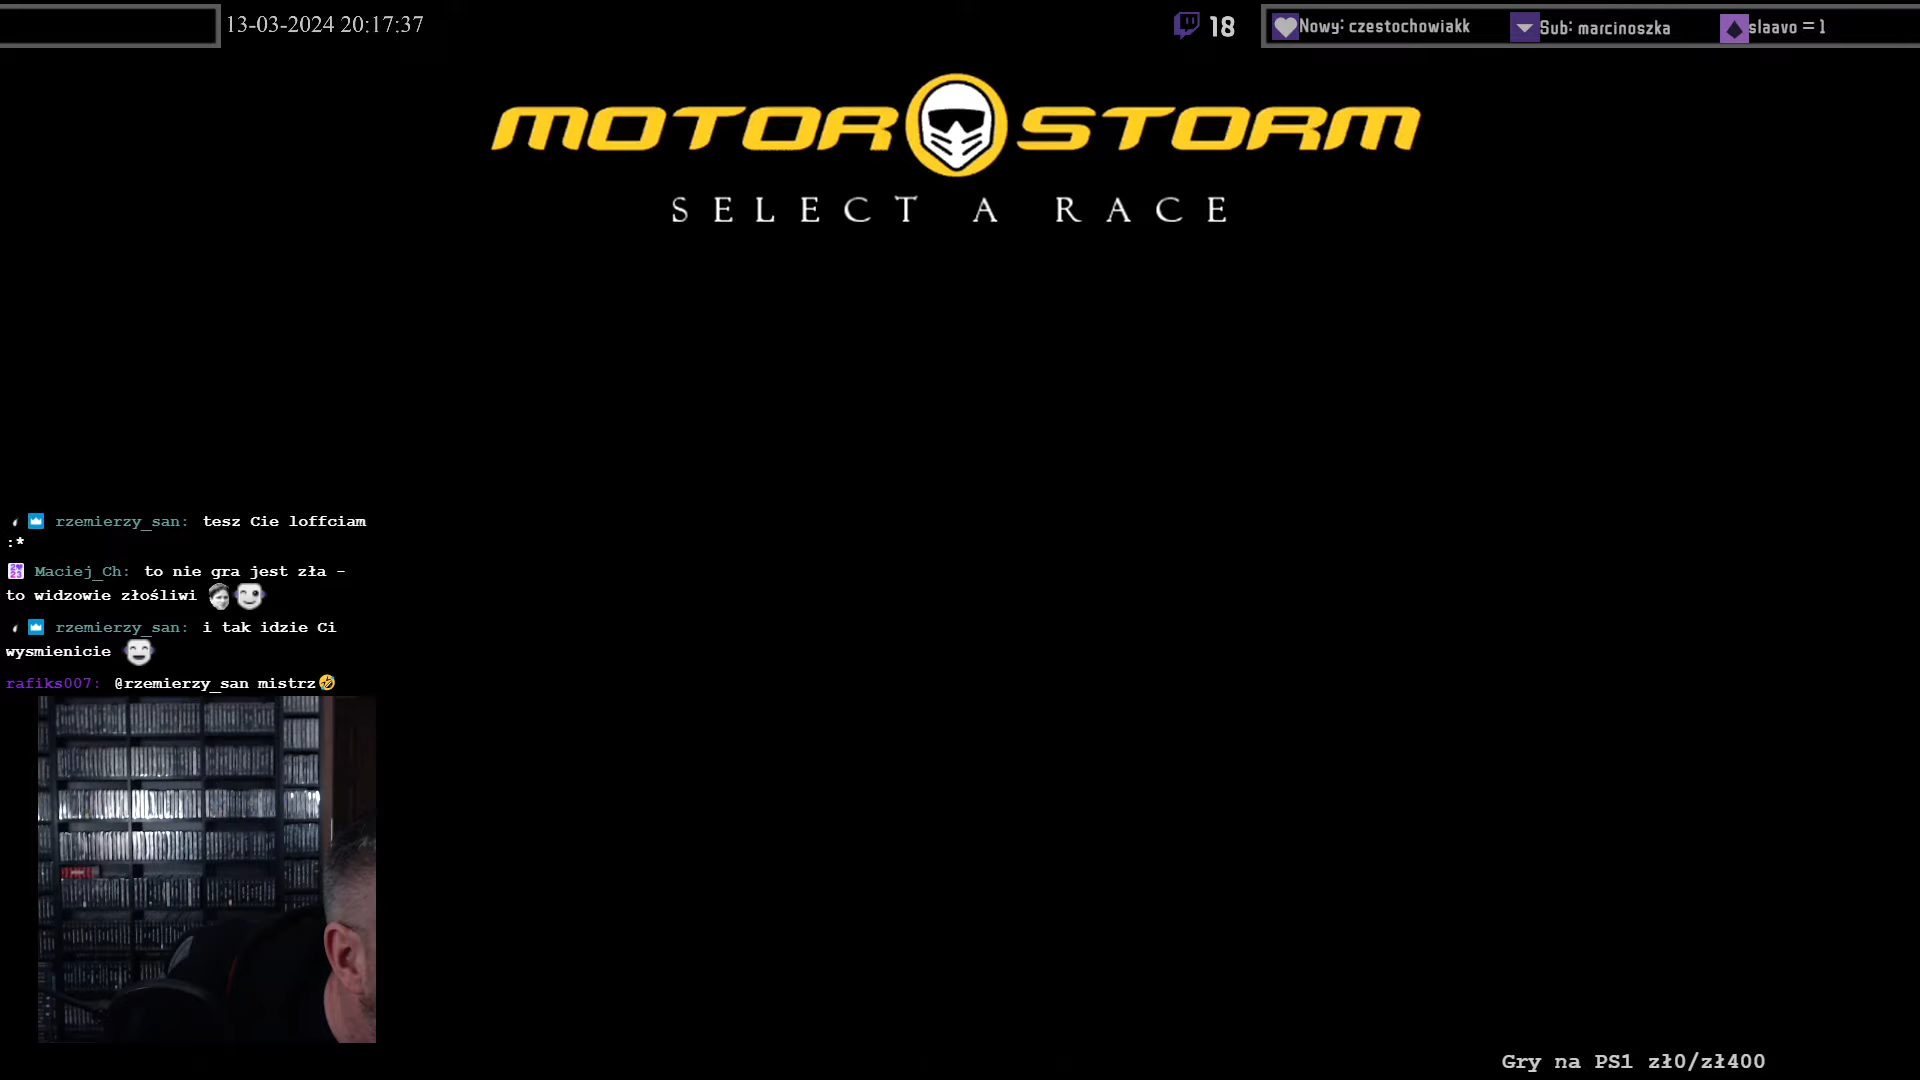 13-03-2024 20:17:37
18
Nowy: czestochowiakk
Sub: marcinoszka
slaavo = 1
MOTORSTORM
SELECT A RACE
rzemierzy_san: tesz Cie loffciam
:*
Maciej_Ch: to nie gra jest zła –
to widzowie złośliwi
rzemierzy_san: i tak idzie Ci
wysmienicie
rafiks007: @rzemierzy_san mistrz🤣
Gry na PS1 zł0/zł400